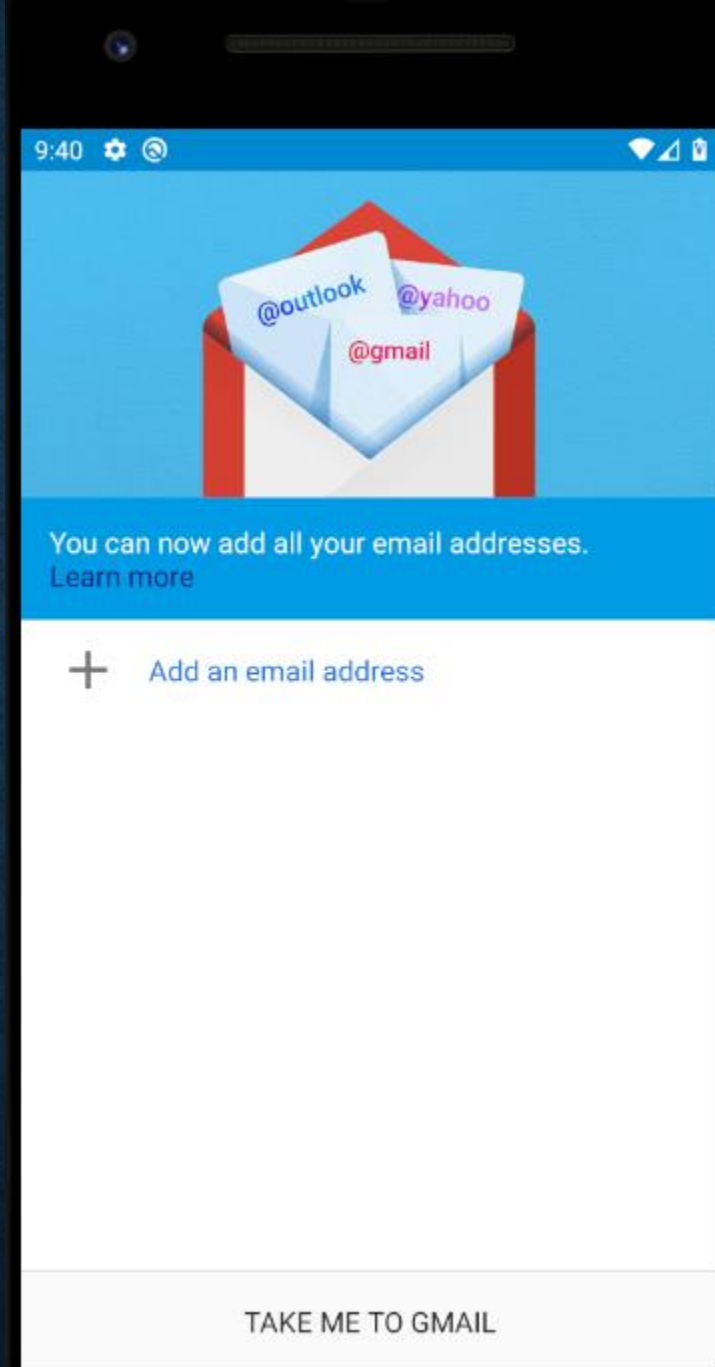 9:40
@outlook
@yahoo
@gmail
You can now add all your email addresses.
Learn more
Add an email address
TAKE ME TO GMAIL